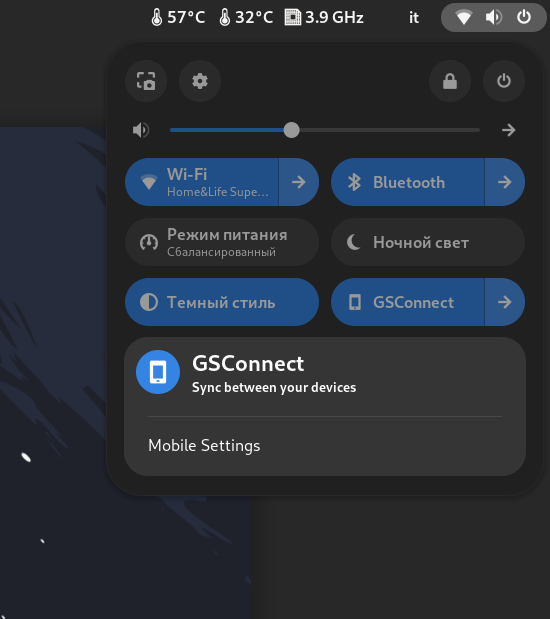 57°C 32°C 3.9 GHz it
Wi-Fi
Home&Life Supe...
Bluetooth
Режим питания
Сбалансированный
Ночной свет
Темный стиль
GSConnect
GSConnect
Sync between your devices
Mobile Settings